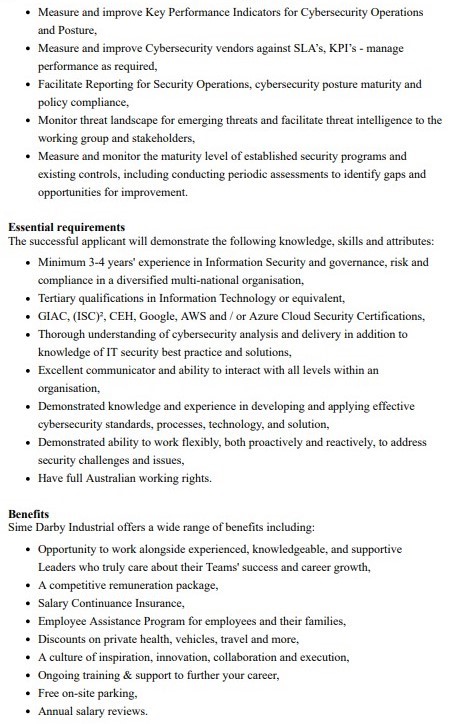 • Measure and improve Key Performance Indicators for Cybersecurity Operations
and Posture,
• Measure and improve Cybersecurity vendors against SLA's, KPI's - manage
performance as required,
• Facilitate Reporting for Security Operations, cybersecurity posture maturity and
policy compliance,
• Monitor threat landscape for emerging threats and facilitate threat intelligence to the
working group and stakeholders,
• Measure and monitor the maturity level of established security programs and
existing controls, including conducting periodic assessments to identify gaps and
opportunities for improvement.
Essential requirements
The successful applicant will demonstrate the following knowledge, skills and attributes:
• Minimum 3-4 years' experience in Information Security and governance, risk and
compliance in a diversified multi-national organisation,
• Tertiary qualifications in Information Technology or equivalent,
• GIAC, (ISC)², CEH, Google, AWS and / or Azure Cloud Security Certifications,
• Thorough understanding of cybersecurity analysis and delivery in addition to
knowledge of IT security best practice and solutions,
• Excellent communicator and ability to interact with all levels within an
organisation,
• Demonstrated knowledge and experience in developing and applying effective
cybersecurity standards, processes, technology, and solution,
• Demonstrated ability to work flexibly, both proactively and reactively, to address
security challenges and issues,
• Have full Australian working rights.
Benefits
Sime Darby Industrial offers a wide range of benefits including:
• Opportunity to work alongside experienced, knowledgeable, and supportive
Leaders who truly care about their Teams' success and career growth,
• A competitive remuneration package,
• Salary Continuance Insurance,
• Employee Assistance Program for employees and their families,
• Discounts on private health, vehicles, travel and more,
• A culture of inspiration, innovation, collaboration and execution,
• Ongoing training & support to further your career,
• Free on-site parking,
• Annual salary reviews.